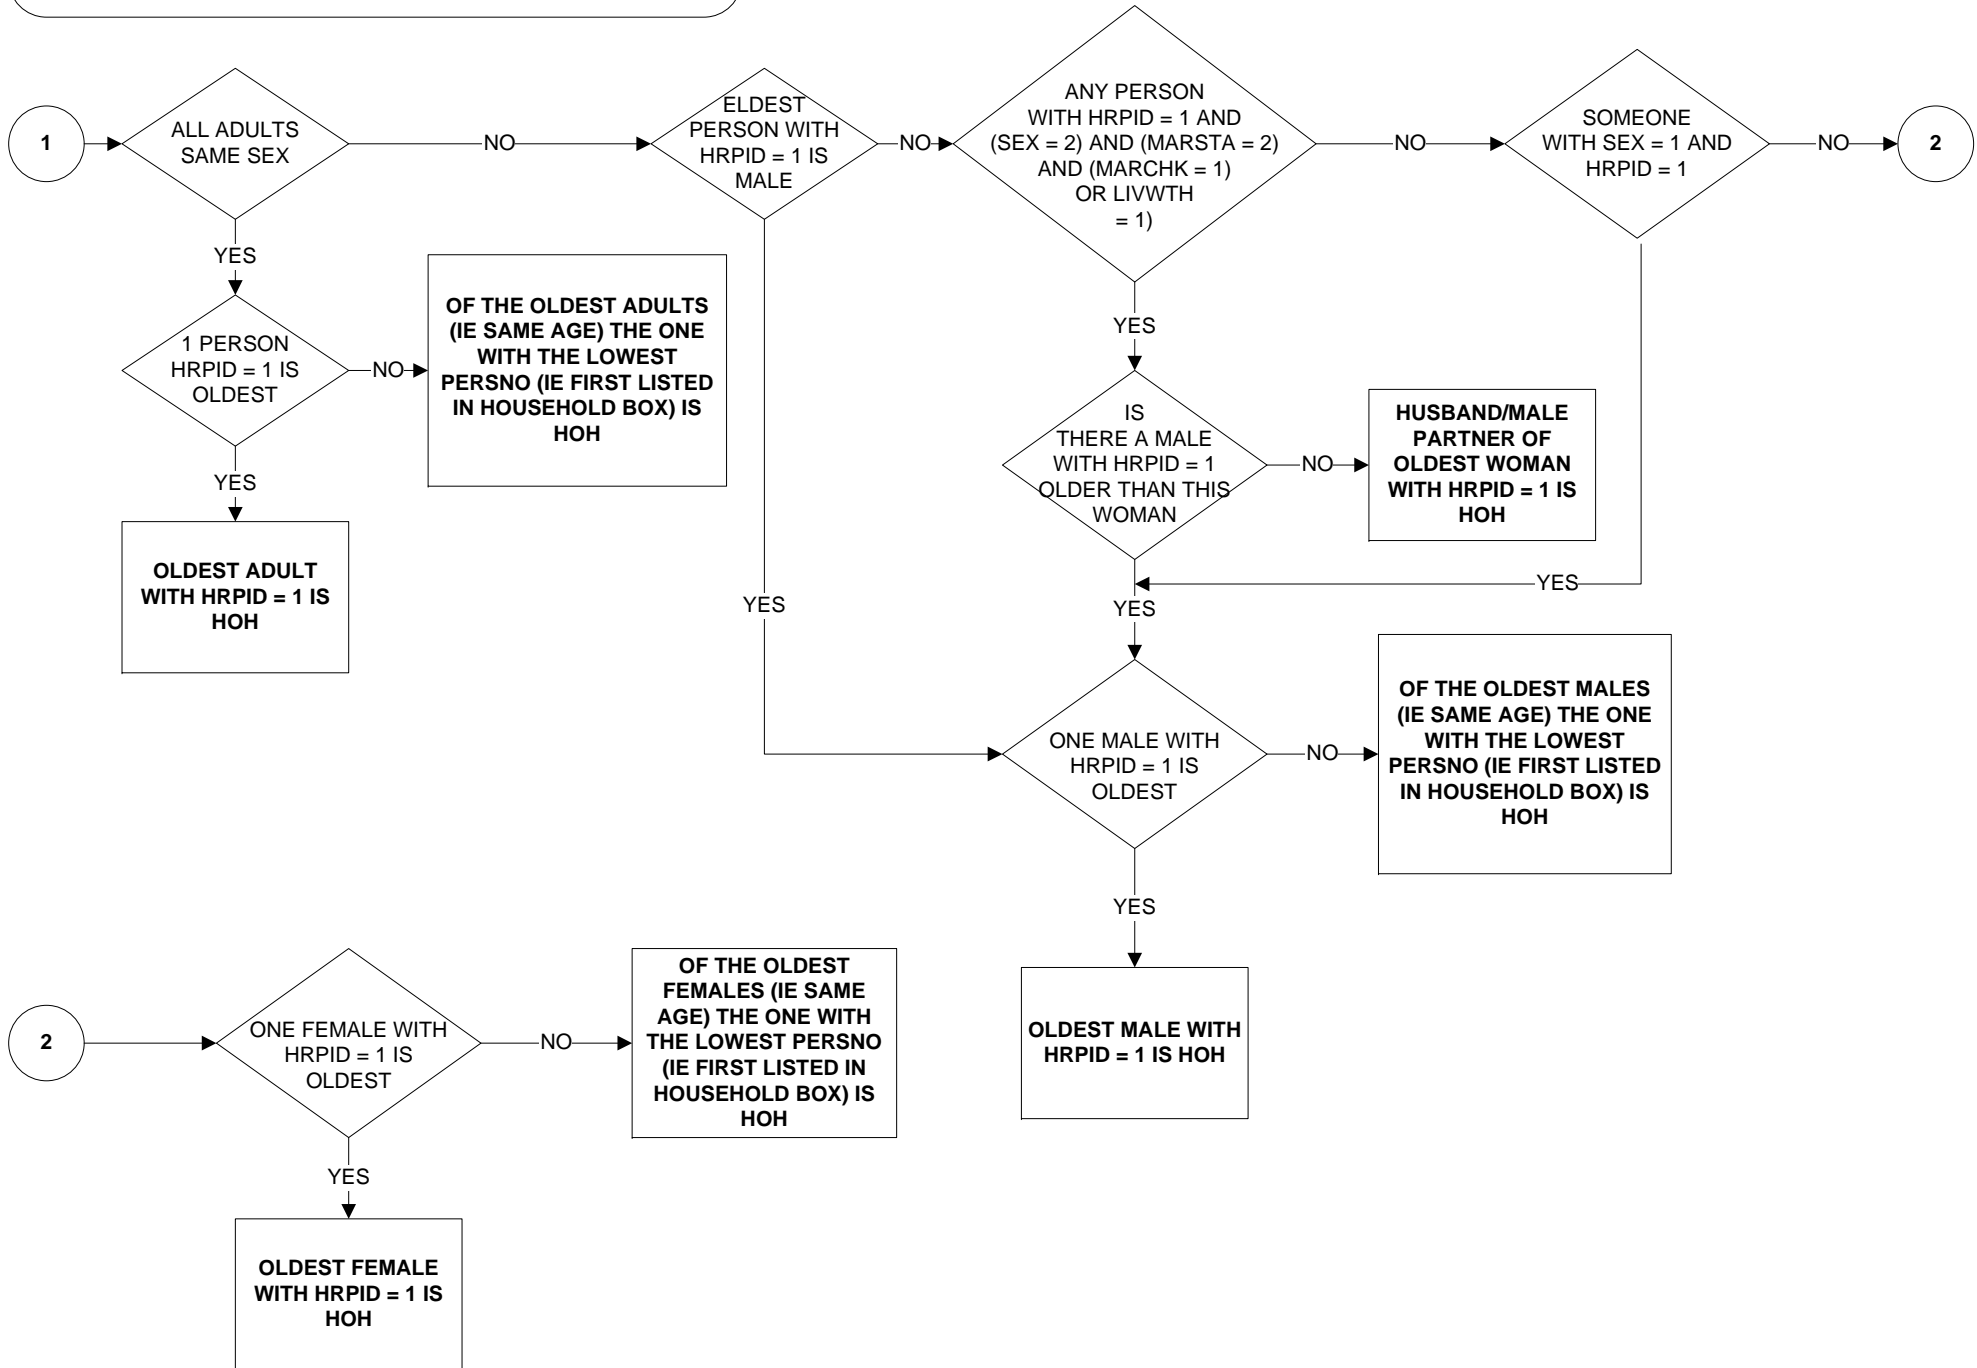 1
ALL ADULTS
SAME SEX
NO
ELDEST
PERSON WITH
HRPID = 1 IS
MALE
NO
ANY PERSON
WITH HRPID = 1 AND
(SEX = 2) AND (MARSTA = 2)
AND (MARCHK = 1)
OR LIVWTH
= 1)
NO
SOMEONE
WITH SEX = 1 AND
HRPID = 1
NO
2
YES
1 PERSON
HRPID = 1 IS
OLDEST
NO
OF THE OLDEST ADULTS
(IE SAME AGE) THE ONE
WITH THE LOWEST
PERSNO (IE FIRST LISTED
IN HOUSEHOLD BOX) IS
HOH
YES
OLDEST ADULT
WITH HRPID = 1 IS
HOH
YES
YES
IS
THERE A MALE
WITH HRPID = 1
OLDER THAN THIS
WOMAN
NO
HUSBAND/MALE
PARTNER OF
OLDEST WOMAN
WITH HRPID = 1 IS
HOH
YES
YES
ONE MALE WITH
HRPID = 1 IS
OLDEST
NO
OF THE OLDEST MALES
(IE SAME AGE) THE ONE
WITH THE LOWEST
PERSNO (IE FIRST LISTED
IN HOUSEHOLD BOX) IS
HOH
YES
OLDEST MALE WITH
HRPID = 1 IS HOH
2
ONE FEMALE WITH
HRPID = 1 IS
OLDEST
NO
OF THE OLDEST
FEMALES (IE SAME
AGE) THE ONE WITH
THE LOWEST PERSNO
(IE FIRST LISTED IN
HOUSEHOLD BOX) IS
HOH
YES
OLDEST FEMALE
WITH HRPID = 1 IS
HOH